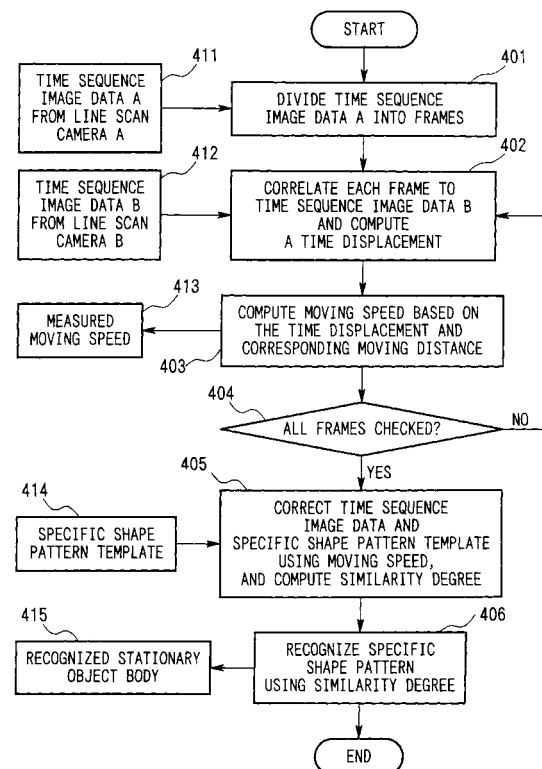 START
411
401
TIME SEQUENCE
IMAGE DATA A
FROM LINE SCAN
CAMERA A
DIVIDE TIME SEQUENCE
IMAGE DATA A INTO FRAMES
412
402
TIME SEQUENCE
IMAGE DATA B
FROM LINE SCAN
CAMERA B
CORRELATE EACH FRAME TO
TIME SEQUENCE IMAGE DATA B
AND COMPUTE
A TIME DISPLACEMENT
413
MEASURED
MOVING SPEED
COMPUTE MOVING SPEED BASED ON
THE TIME DISPLACEMENT AND
CORRESPONDING MOVING DISTANCE
403
404
ALL FRAMES CHECKED?
NO
YES
405
414
SPECIFIC SHAPE
PATTERN TEMPLATE
CORRECT TIME SEQUENCE
IMAGE DATA AND
SPECIFIC SHAPE PATTERN TEMPLATE
USING MOVING SPEED,
AND COMPUTE SIMILARITY DEGREE
415
406
RECOGNIZED STATIONARY
OBJECT BODY
RECOGNIZE SPECIFIC
SHAPE PATTERN
USING SIMILARITY DEGREE
END